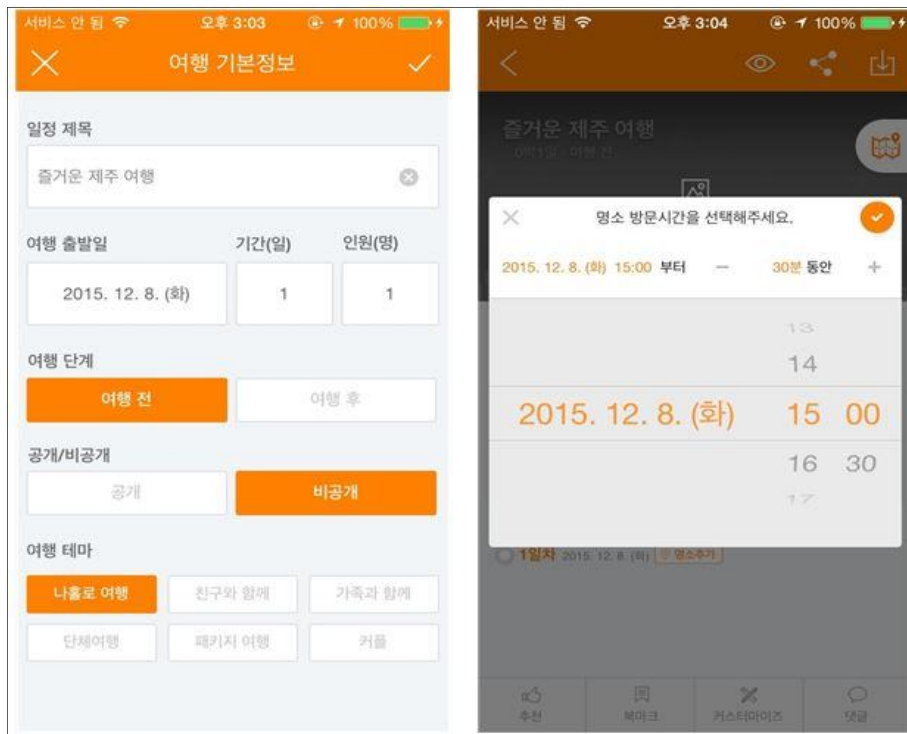 서비스 안 됨 오후 3:03 100%
여행 기본정보
일정 제목
즐거운 제주 여행
여행 출발일 기간(일) 인원(명)
2015. 12. 8. (화) 1 1
여행 단계
여행 전 여행 후
공개/비공개
공개 비공개
여행 테마
나홀로 여행 친구와 함께 가족과 함께
단체여행 패키지 여행 커플
서비스 안 됨 오후 3:04 100%
즐거운 제주 여행
0박1일 · 여행 전
명소 방문시간을 선택해주세요.
2015. 12. 8. (화) 15:00 부터 — 30분 동안 +
13
14
2015. 12. 8. (화) 15 00
16 30
17
1일차 2015. 12. 8. (화) 명소추가
추천 북마크 커스터마이즈 댓글